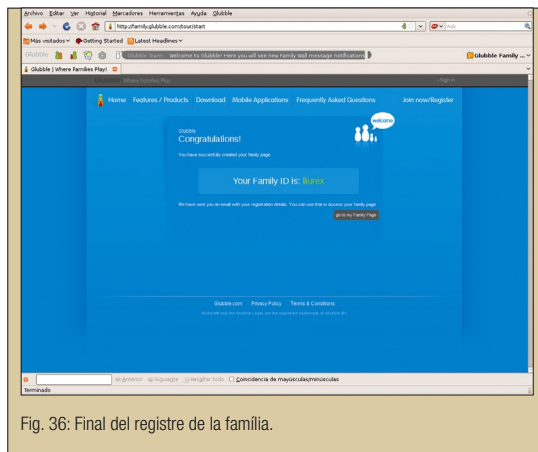 Archivo Editar Ver Historial Marcadores Herramientas Ayuda Glubble
http://family.glubble.com/tour/start
Ask
Más visitados Getting Started Latest Headlines
Glubble Glubble Team: Welcome to Glubble! Here you will see new Family Wall message notifications Glubble Family ...
Glubble | Where Families Play!
Where Families Play Sign in
Home Features / Products Download Mobile Applications Frequently Asked Questions Join now/Register
welcome
Glubble
Congratulations!
You have successfully created your family page.
Your Family ID is: lliurex
We have sent you an email with your registration details. You can use that to access your family page
go to my Family Page
Glubble.com Privacy Policy Terms & Conditions
Anterior Siguiente Resaltar todo Coincidencia de mayúsculas/minúsculas
Terminado
Fig. 36: Final del registre de la família.